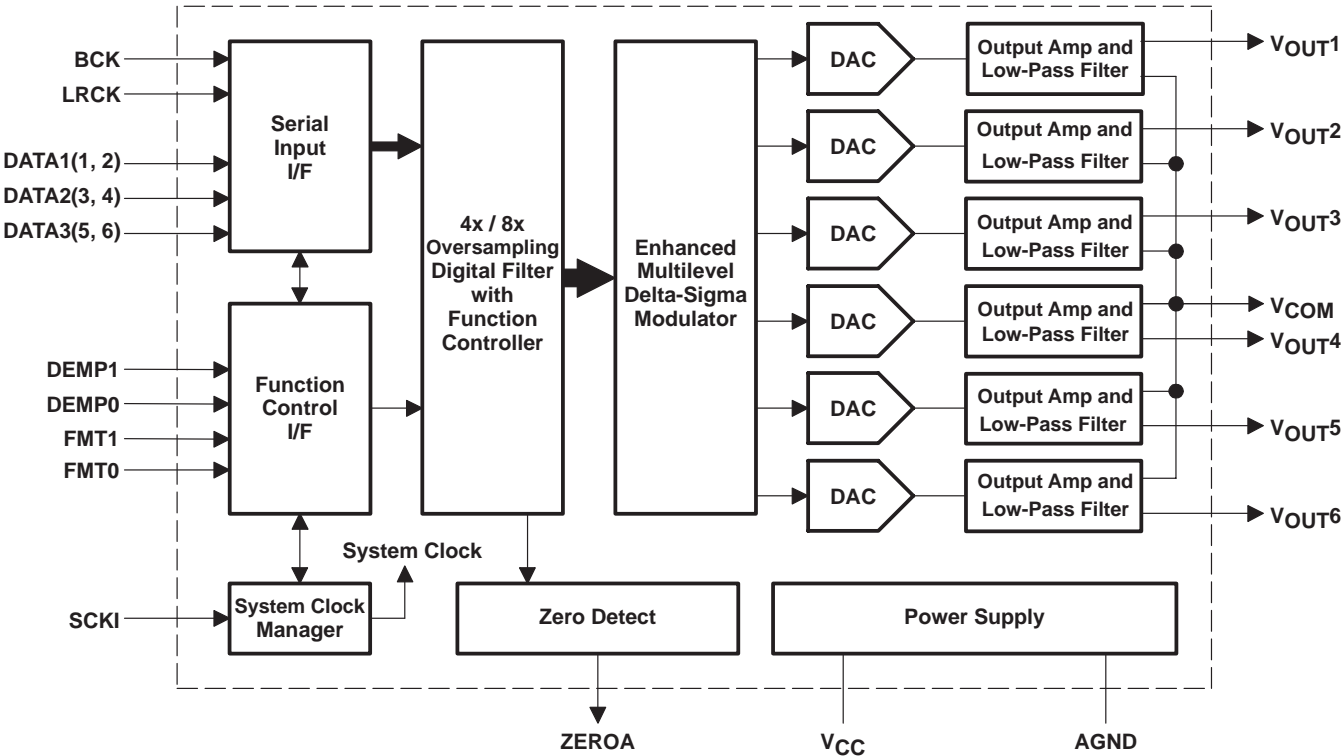 BCK
LRCK
DATA1(1, 2)
DATA2(3, 4)
DATA3(5, 6)
Serial
Input
I/F
DEMP1
DEMP0
FMT1
FMT0
Function
Control
I/F
SCKI
System Clock
Manager
System Clock
4x / 8x
Oversampling
Digital Filter
with
Function
Controller
Zero Detect
ZEROA
Enhanced
Multilevel
Delta-Sigma
Modulator
DAC
Output Amp and
Low-Pass Filter
VOUT1
DAC
Output Amp and
Low-Pass Filter
VOUT2
DAC
Output Amp and
Low-Pass Filter
VOUT3
DAC
Output Amp and
Low-Pass Filter
VCOM
VOUT4
DAC
Output Amp and
Low-Pass Filter
VOUT5
DAC
Output Amp and
Low-Pass Filter
VOUT6
Power Supply
VCC
AGND